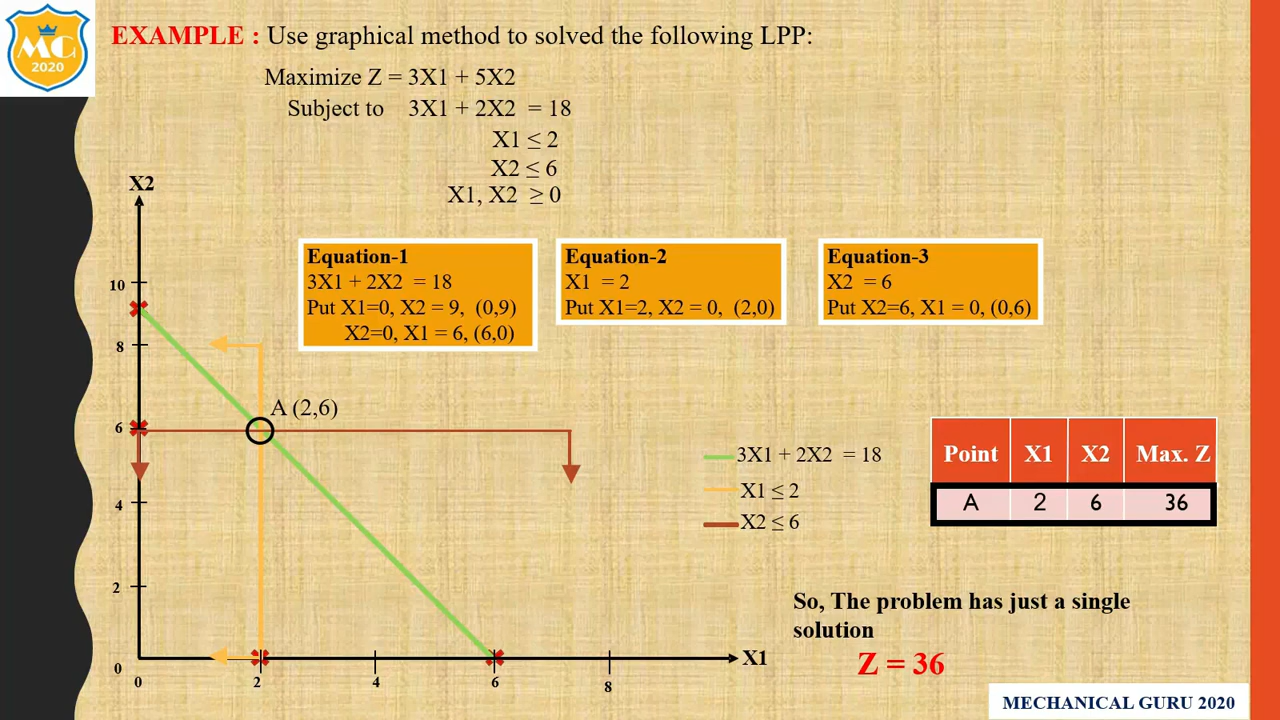 MG
2020
EXAMPLE : Use graphical method to solved the following LPP:
Maximize Z = 3X1 + 5X2
Subject to 3X1 + 2X2 = 18
X1 ≤ 2
X2 ≤ 6
X1, X2 ≥ 0
Equation-1
3X1 + 2X2 = 18
Put X1=0, X2 = 9, (0,9)
X2=0, X1 = 6, (6,0)
Equation-2
X1 = 2
Put X1=2, X2 = 0, (2,0)
Equation-3
X2 = 6
Put X2=6, X1 = 0, (0,6)
X2
10
8
6
4
2
0
A (2,6)
0 2 4 6 8
X1
3X1 + 2X2 = 18
X1 ≤ 2
X2 ≤ 6
Point X1 X2 Max. Z
A 2 6 36
So, The problem has just a single
solution
Z = 36
MECHANICAL GURU 2020